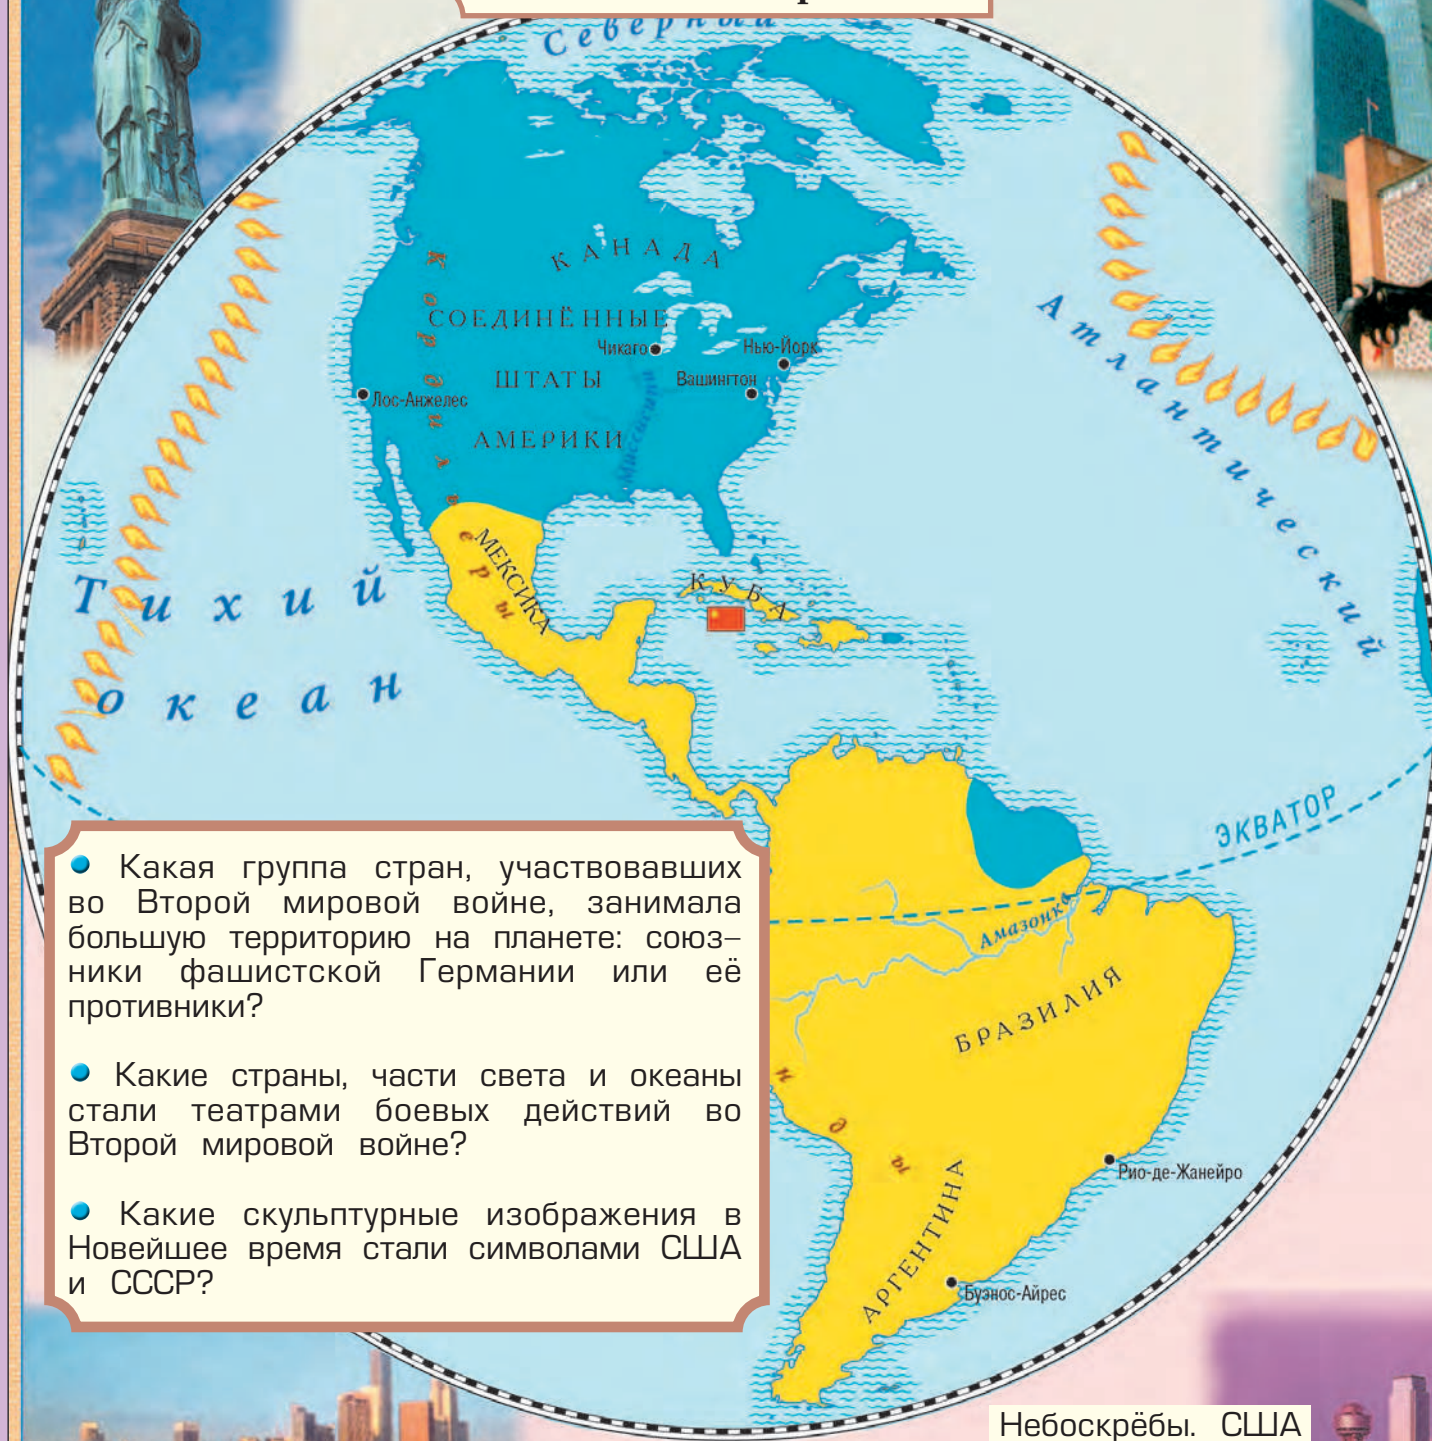 Северный
КАНАДА
Кордильеры
СОЕДИНЁННЫЕ
Чикаго
Нью-Йорк
ШТАТЫ
Вашингтон
Лос-Анжелес
Миссисипи
АМЕРИКИ
Атлантический
МЕКСИКА
КУБА
Тихий
океан
ЭКВАТОР
Амазонка
БРАЗИЛИЯ
нды
Рио-де-Жанейро
АРГЕНТИНА
Буэнос-Айрес
• Какая группа стран, участвовавших
во Второй мировой войне, занимала
большую территорию на планете: союз-
ники фашистской Германии или её
противники?
• Какие страны, части света и океаны
стали театрами боевых действий во
Второй мировой войне?
• Какие скульптурные изображения в
Новейшее время стали символами США
и СССР?
Небоскрёбы. США